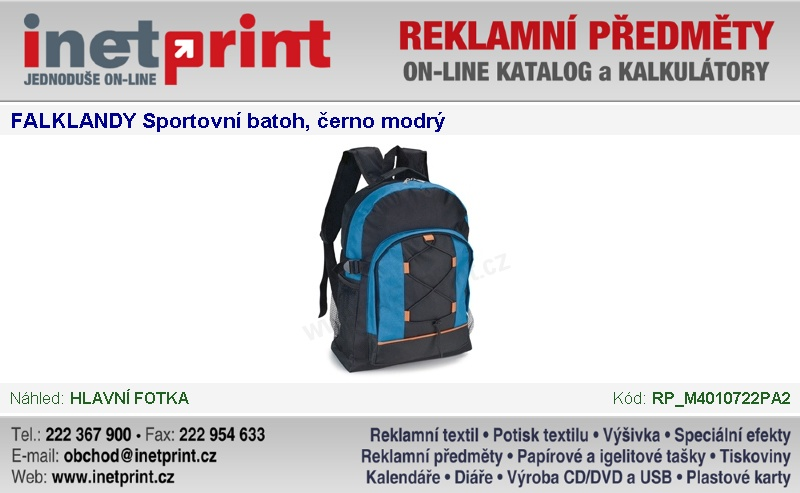 inetprint
JEDNODUŠE ON-LINE
REKLAMNÍ PŘEDMĚTY
ON-LINE KATALOG a KALKULÁTORY
FALKLANDY Sportovní batoh, černo modrý
Náhled: HLAVNÍ FOTKA
Kód: RP_M4010722PA2
Tel.: 222 367 900 • Fax: 222 954 633
E-mail: obchod@inetprint.cz
Web: www.inetprint.cz
Reklamní textil • Potisk textilu • Výšivka • Speciální efekty
Reklamní předměty • Papírové a igelitové tašky • Tiskoviny
Kalendáře • Diáře • Výroba CD/DVD a USB • Plastové karty